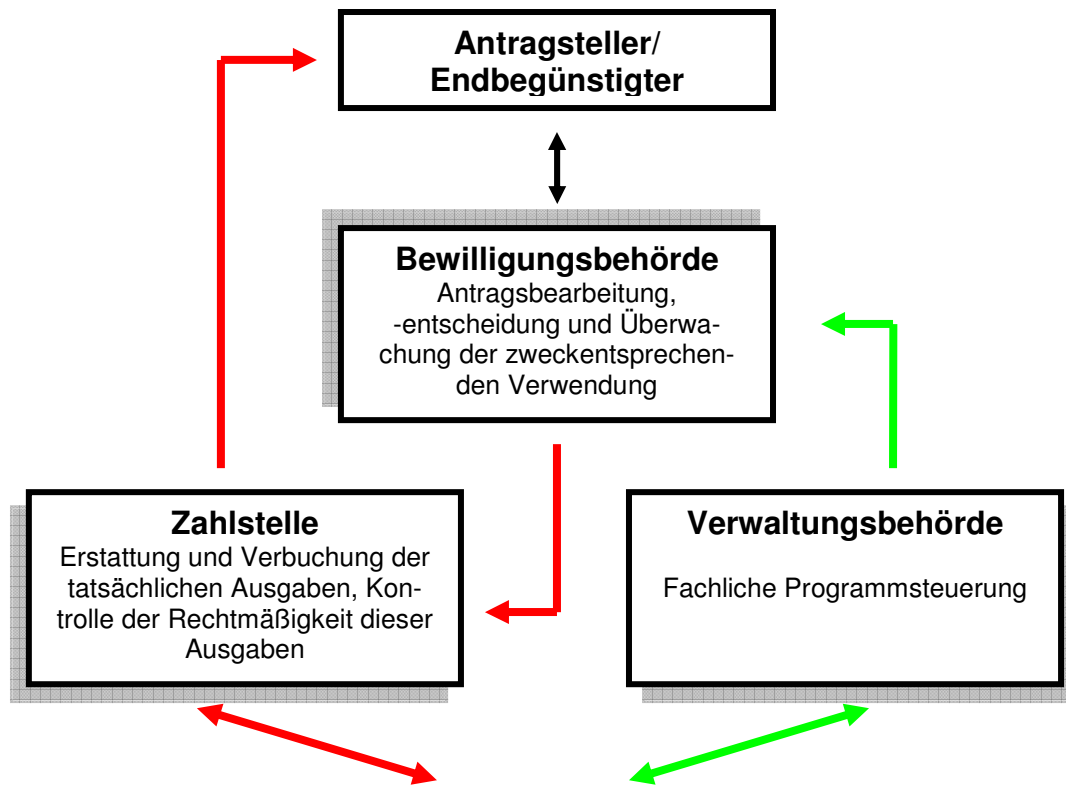 Antragsteller/
Endbegünstigter
Bewilligungsbehörde
Antragsbearbeitung,
-entscheidung und Überwa-
chung der zweckentsprechen-
den Verwendung
Zahlstelle
Erstattung und Verbuchung der
tatsächlichen Ausgaben, Kon-
trolle der Rechtmäßigkeit dieser
Ausgaben
Verwaltungsbehörde
Fachliche Programmsteuerung